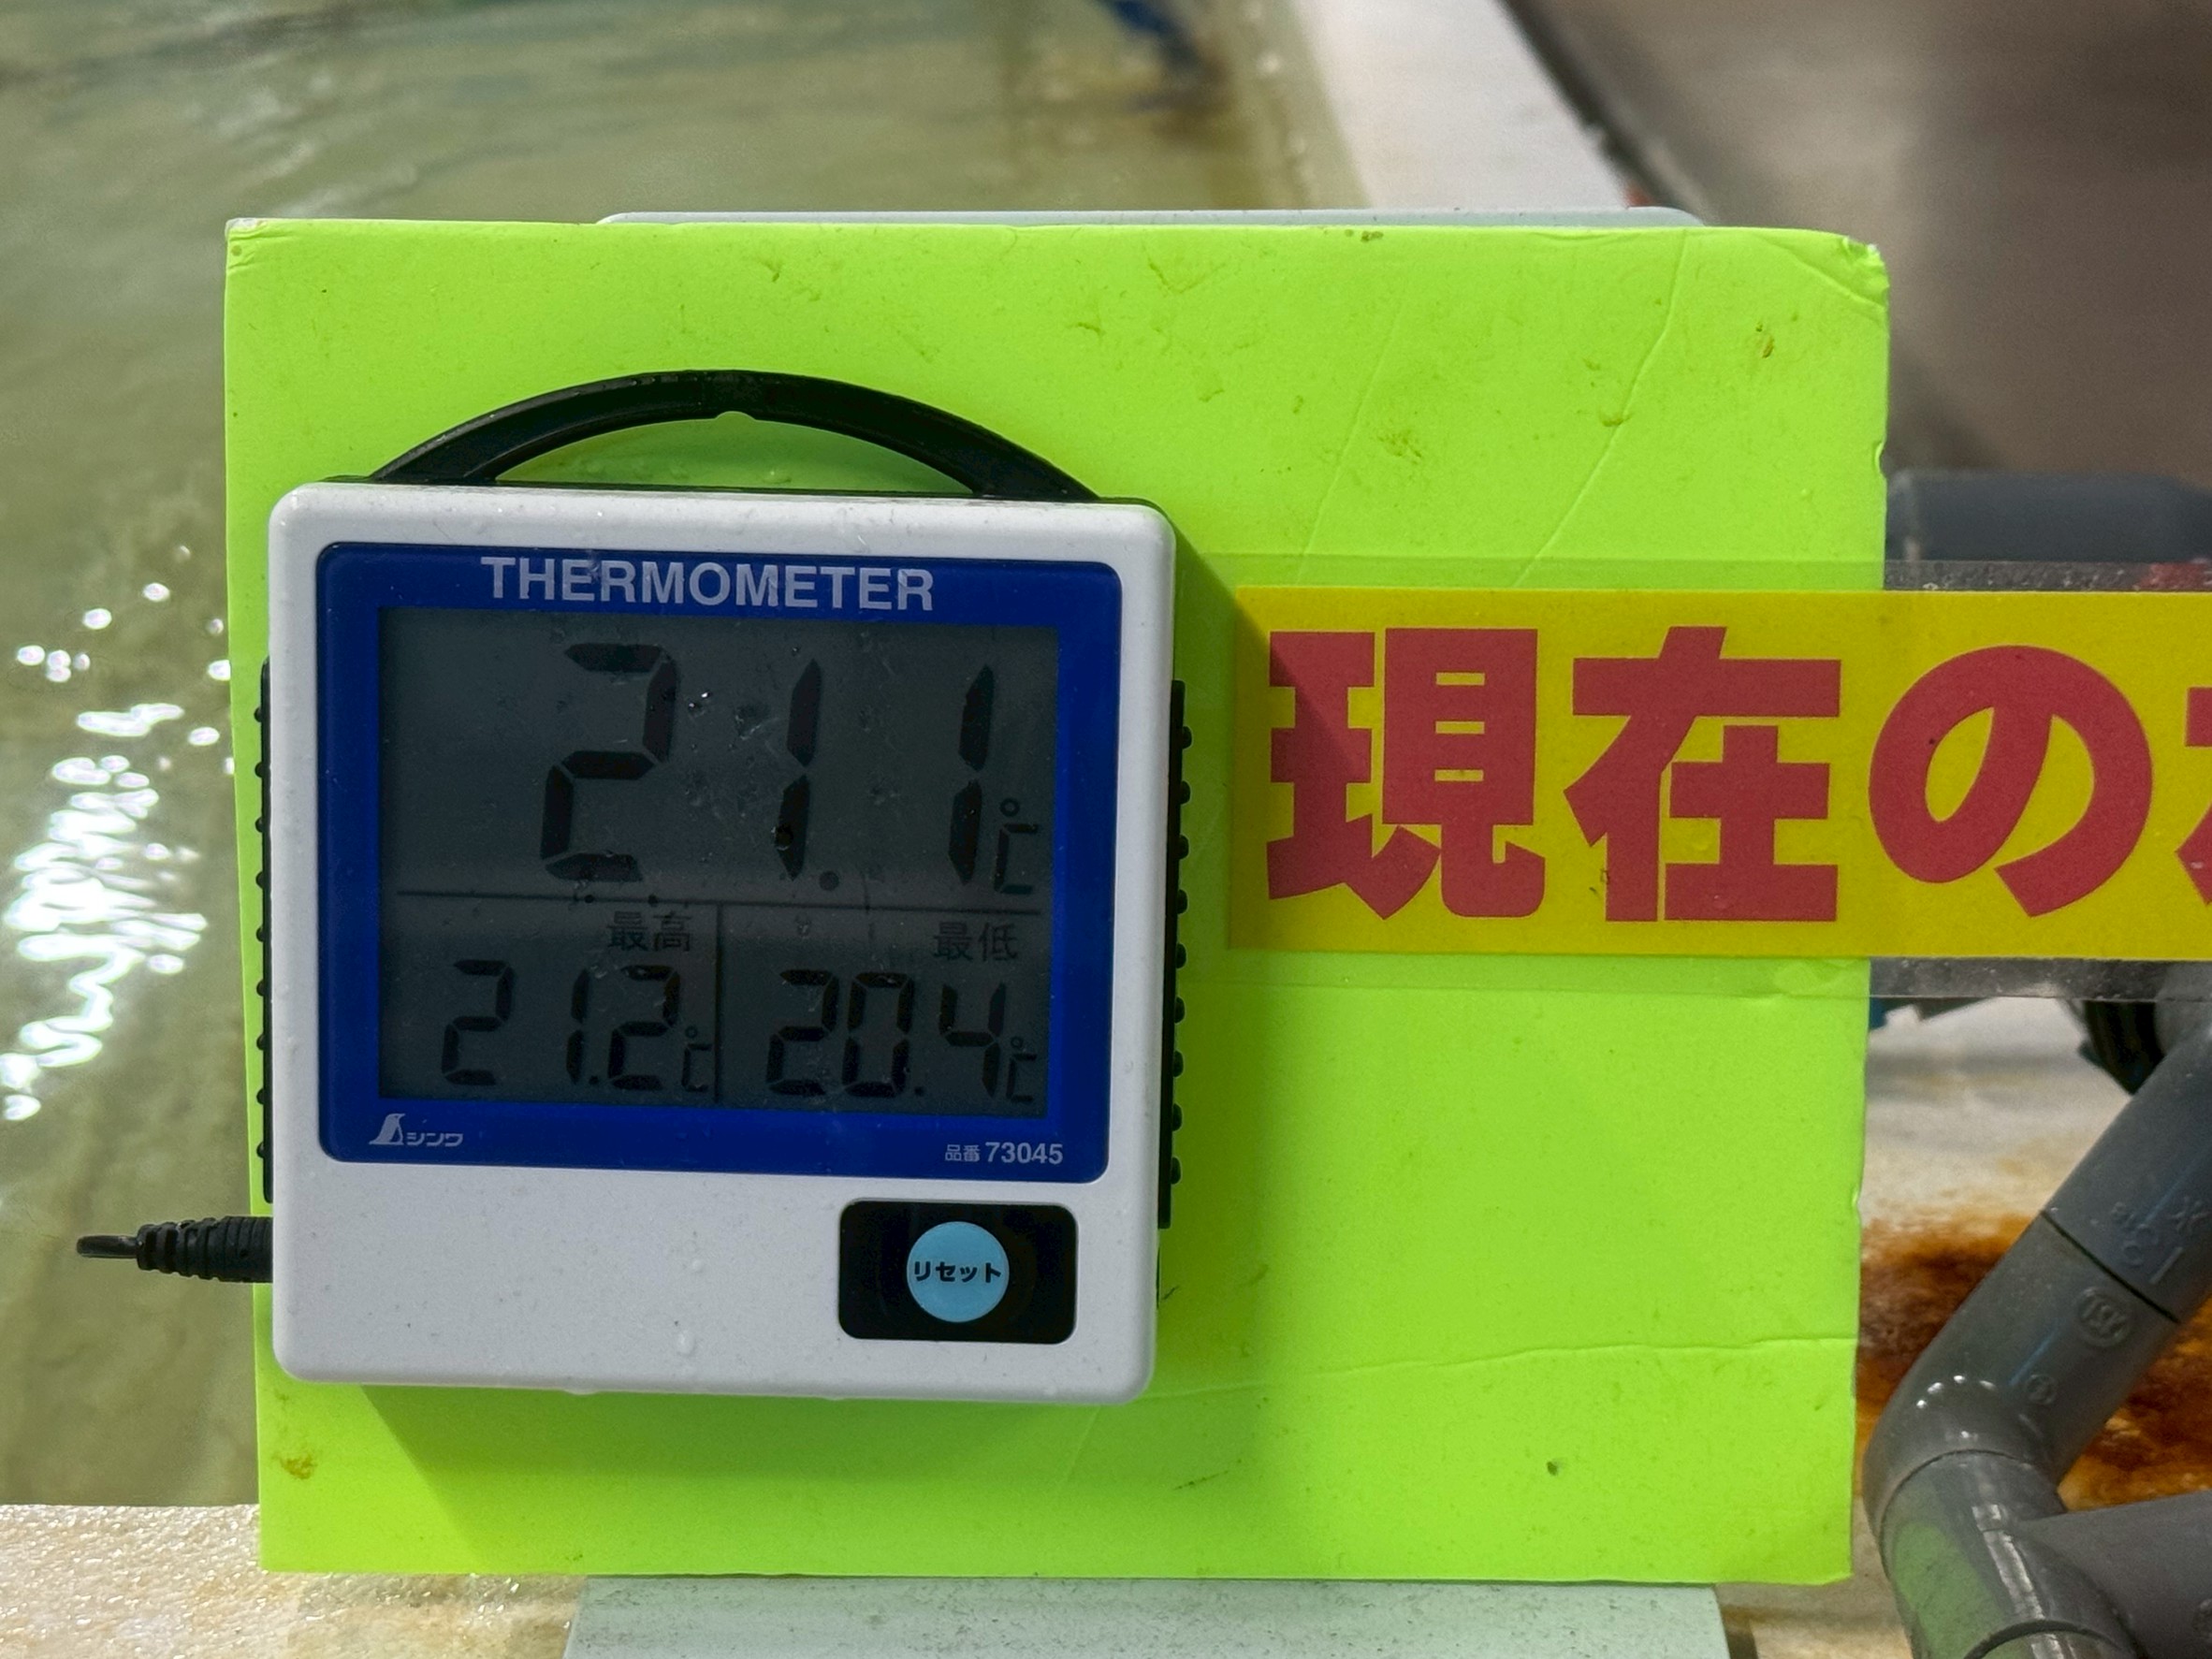 THERMOMETER
21.1℃
最高 最低
21.2℃ 20.4℃
シンワ 品番 73045
リセット
現在の